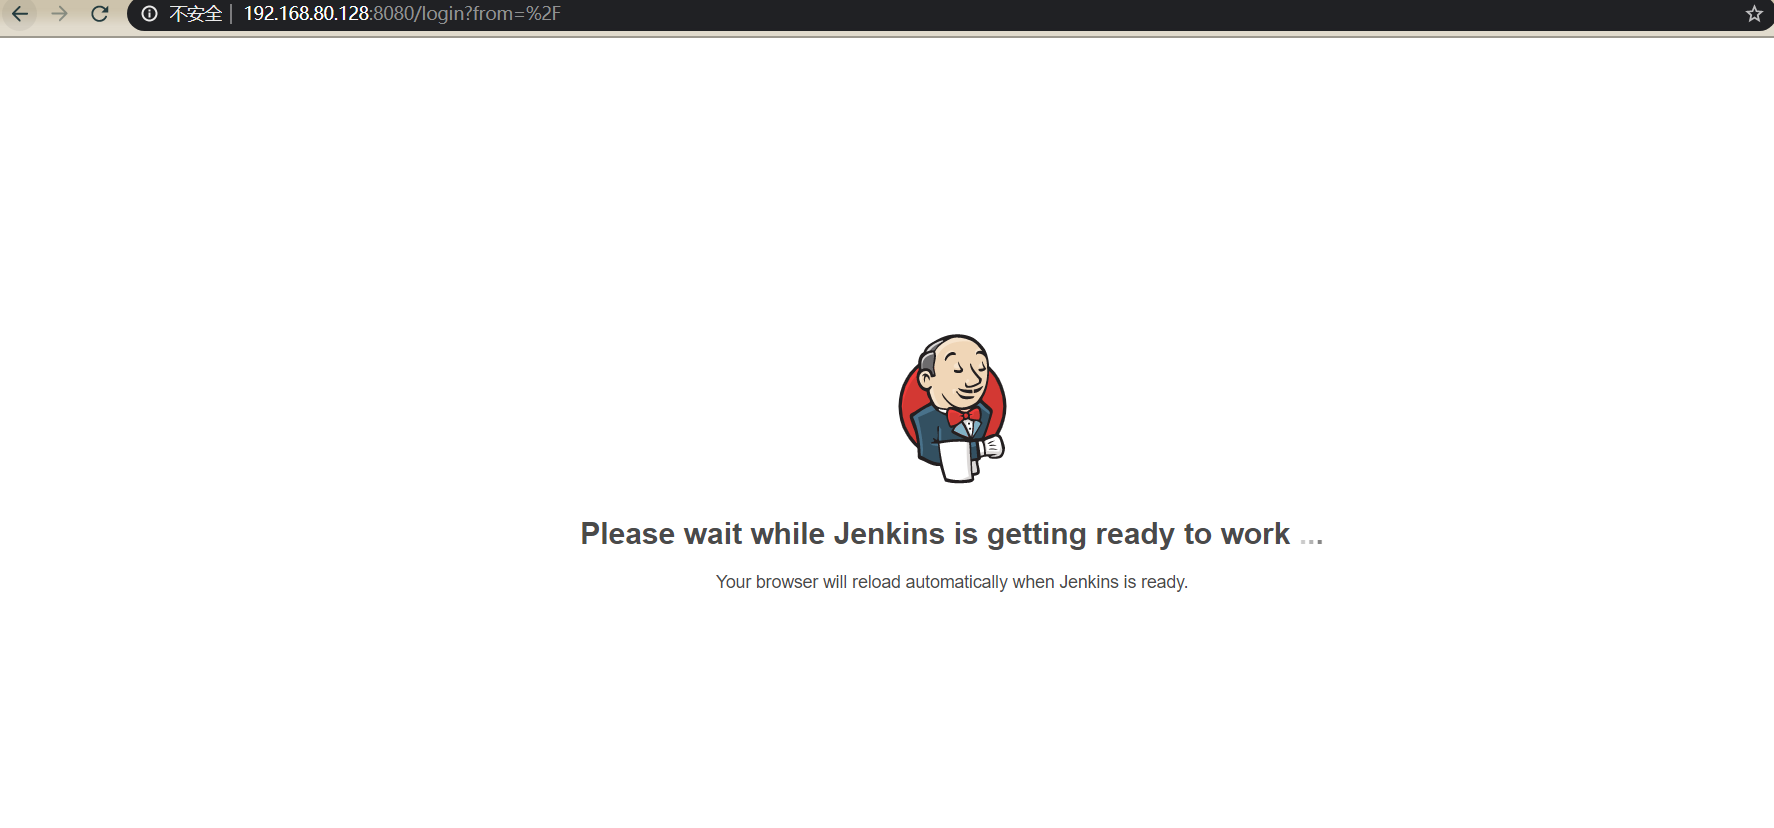 不安全 | 192.168.80.128:8080/login?from=%2F
Please wait while Jenkins is getting ready to work ...
Your browser will reload automatically when Jenkins is ready.